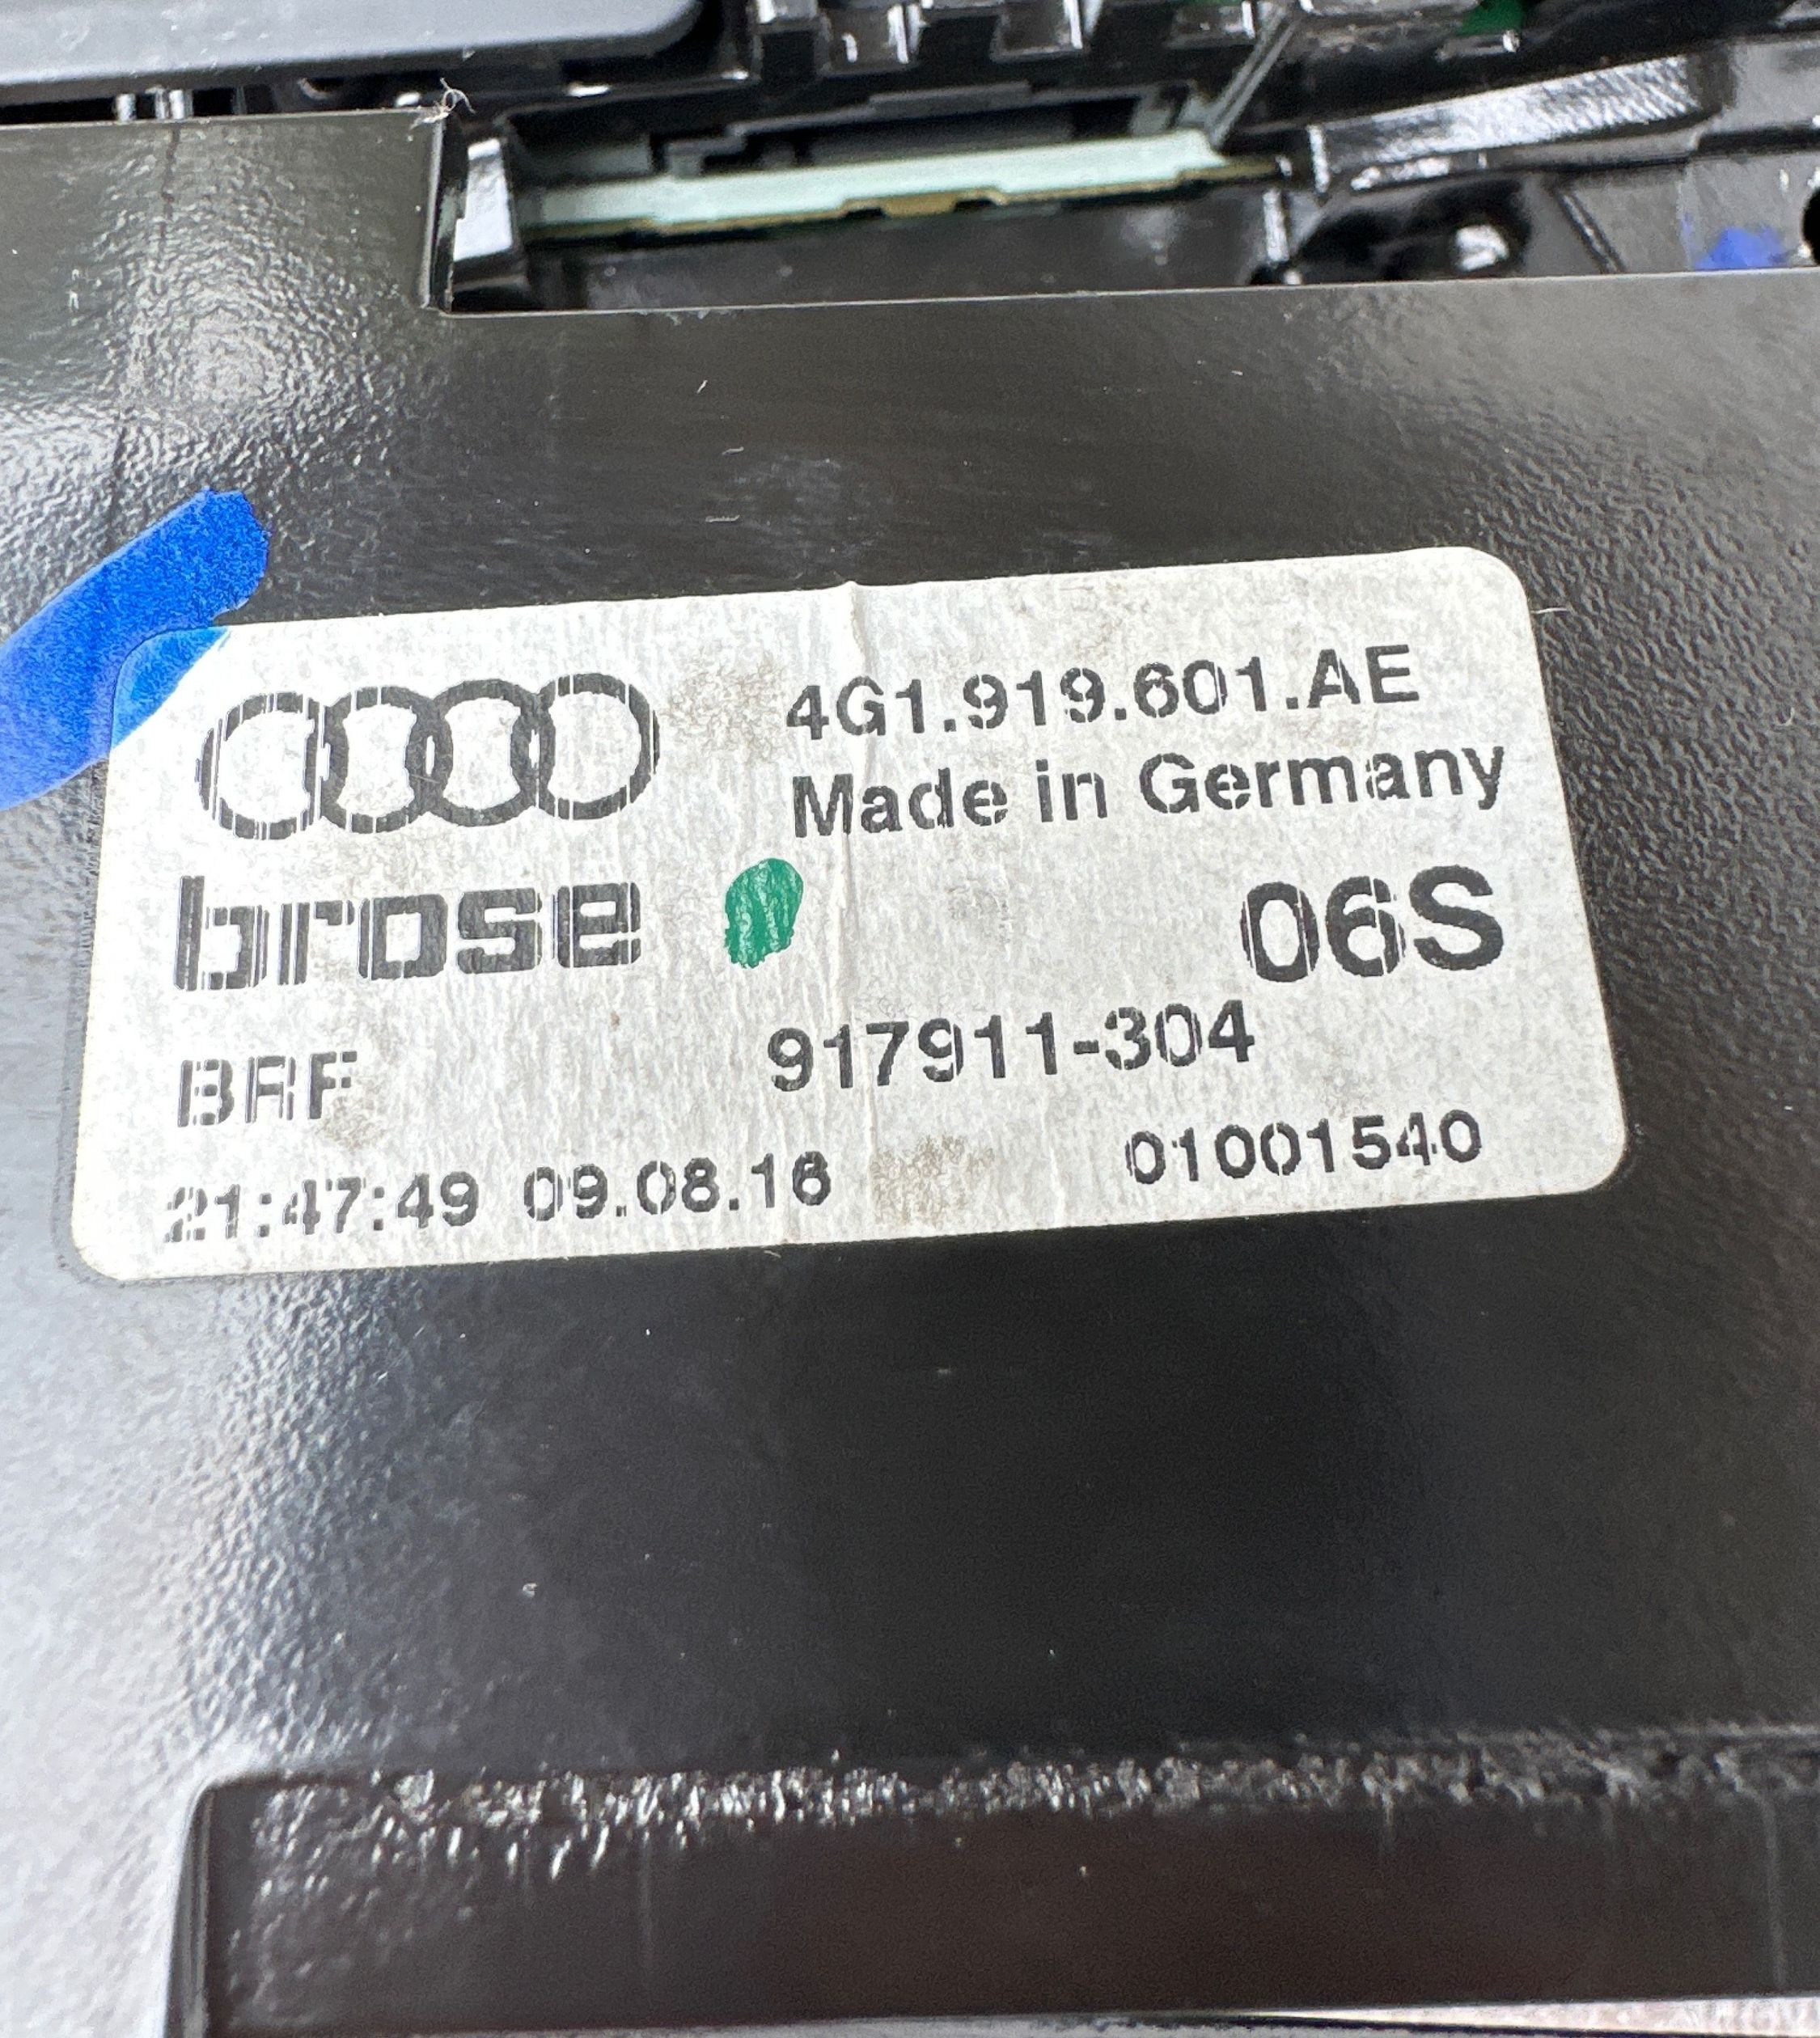 4G1.919.601.AE
Made in Germany
brose
06S
BRF
917911-304
21:47:49 09.08.16
01001540